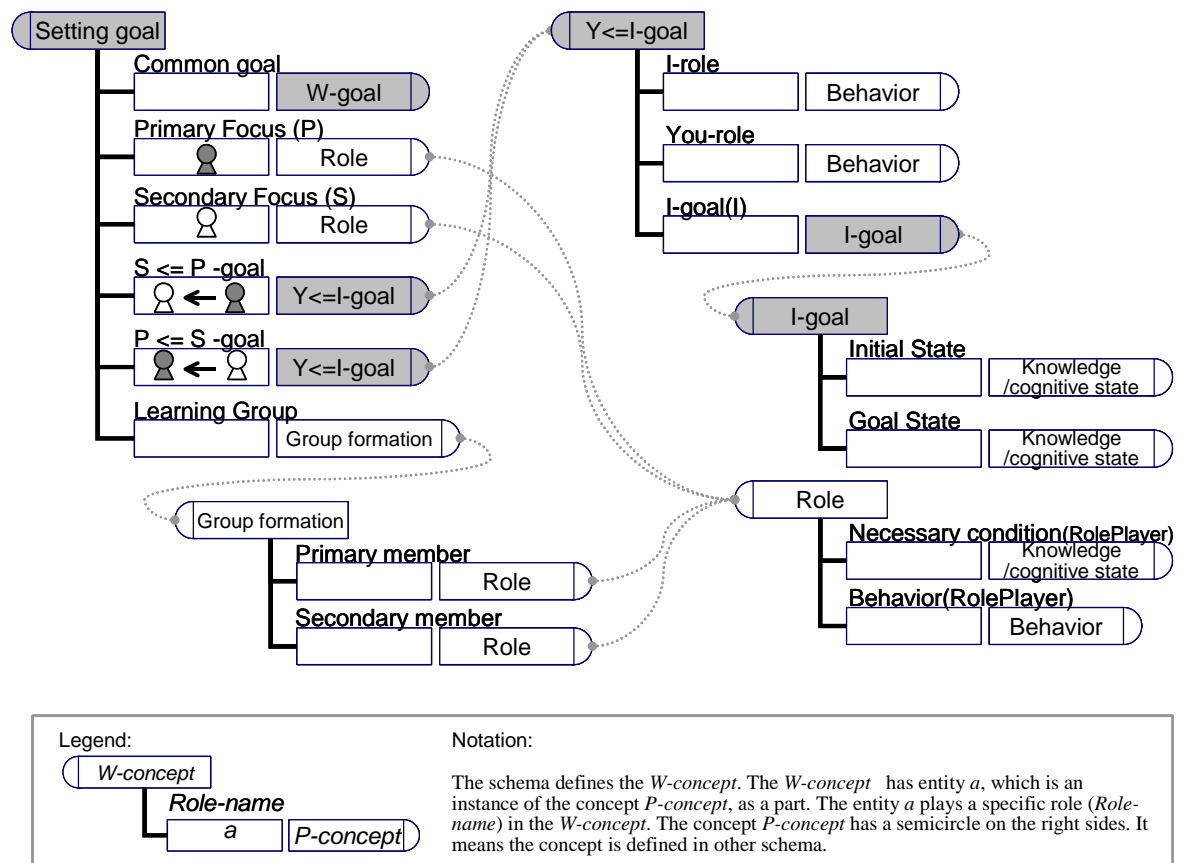 Setting goal
Common goal
W-goal
Primary Focus (P)
Role
Secondary Focus (S)
Role
S <= P -goal
Y<=I-goal
P <= S -goal
Y<=I-goal
Learning Group
Group formation
Group formation
Primary member
Role
Secondary member
Role
Y<=I-goal
I-role
Behavior
You-role
Behavior
I-goal(I)
I-goal
I-goal
Initial State
Knowledge
/cognitive state
Goal State
Knowledge
/cognitive state
Role
Necessary condition(RolePlayer)
Knowledge
/cognitive state
Behavior(RolePlayer)
Behavior
Legend:
W-concept
Role-name
a
P-concept
Notation:
The schema defines the W-concept. The W-concept has entity a, which is an
instance of the concept P-concept, as a part. The entity a plays a specific role (Role-
name) in the W-concept. The concept P-concept has a semicircle on the right sides. It
means the concept is defined in other schema.